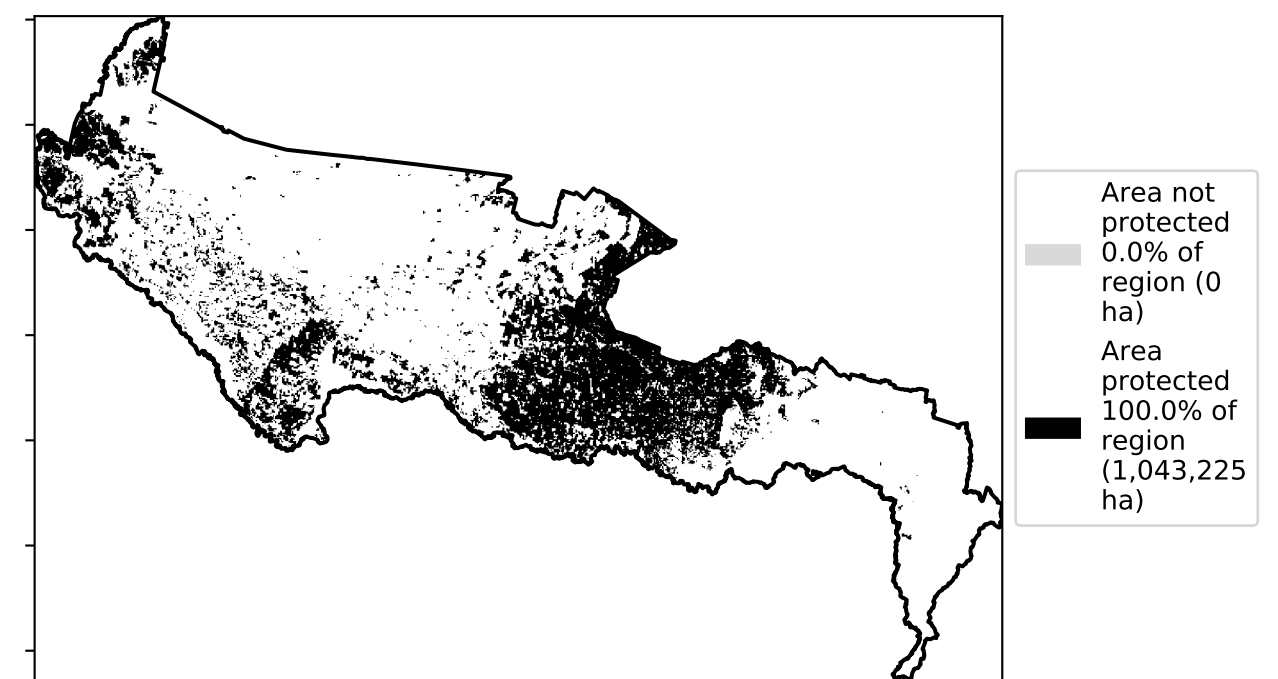 Area not
protected
0.0% of
region (0
ha)
Area
protected
100.0% of
region
(1,043,225
ha)